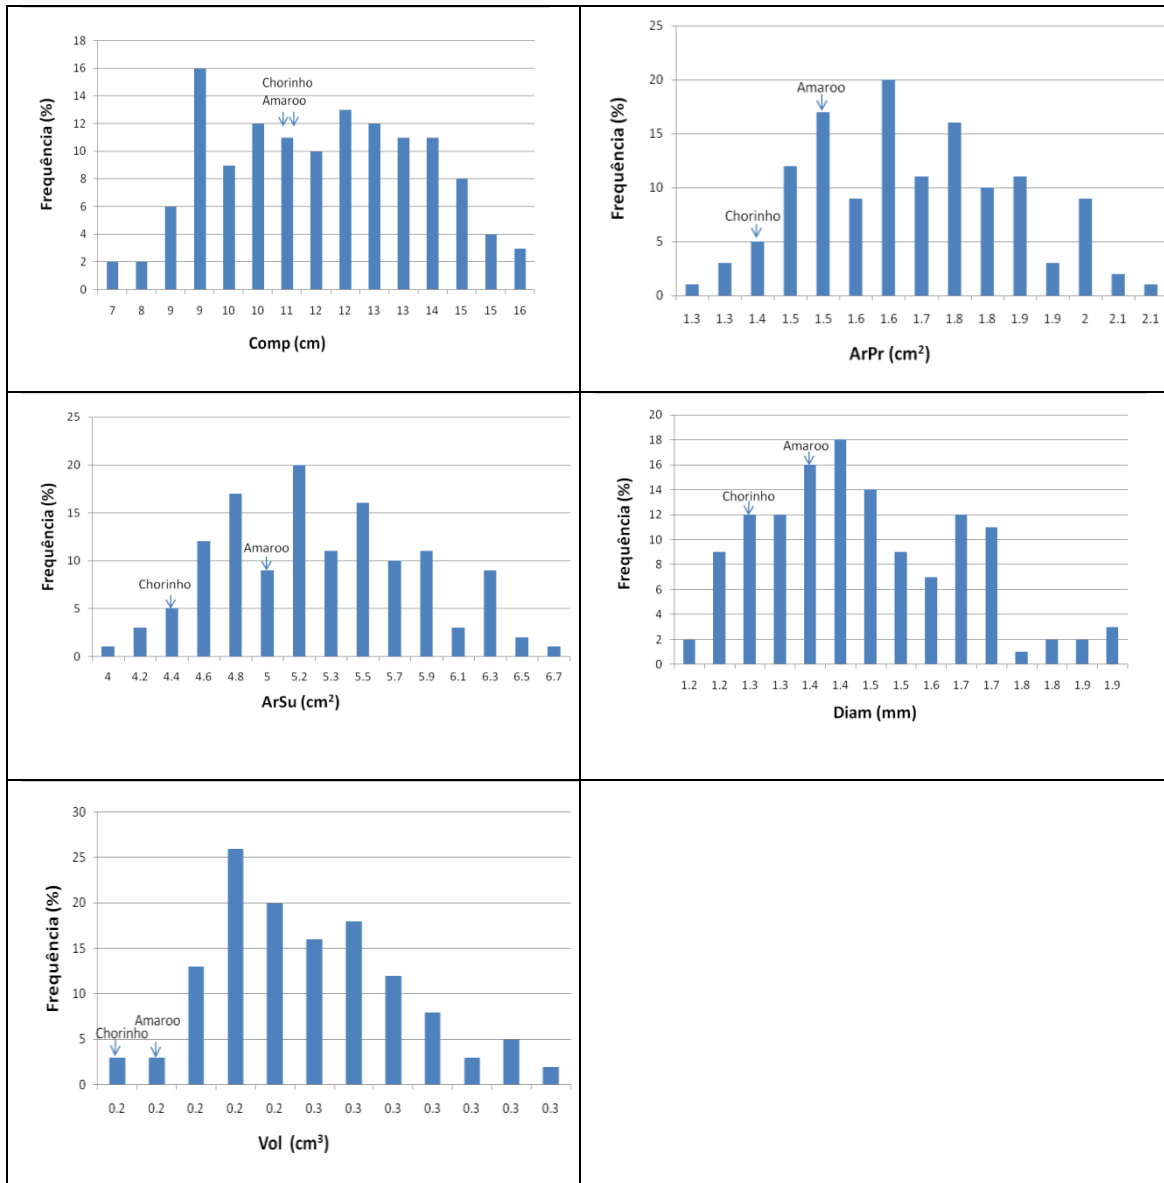 18
16
14
12
10
8
6
4
2
0
Frequência (%)
Chorinho
Amaroo
7 8 9 9 10 10 11 12 12 13 13 14 15 15 16
Comp (cm)
25
20
15
10
5
0
Frequência (%)
Amaroo
Chorinho
1.3 1.3 1.4 1.5 1.5 1.6 1.6 1.7 1.8 1.8 1.9 1.9 2 2.1 2.1
ArPr (cm²)
25
20
15
10
5
0
Frequência (%)
Amaroo
Chorinho
4 4.2 4.4 4.6 4.8 5 5.2 5.3 5.5 5.7 5.9 6.1 6.3 6.5 6.7
ArSu (cm²)
20
18
16
14
12
10
8
6
4
2
0
Frequência (%)
Amaroo
Chorinho
1.2 1.2 1.3 1.3 1.4 1.4 1.5 1.5 1.6 1.7 1.7 1.8 1.8 1.9 1.9
Diam (mm)
30
25
20
15
10
5
0
Frequência (%)
Amaroo
Chorinho
0.2 0.2 0.2 0.2 0.2 0.3 0.3 0.3 0.3 0.3 0.3 0.3
Vol (cm³)